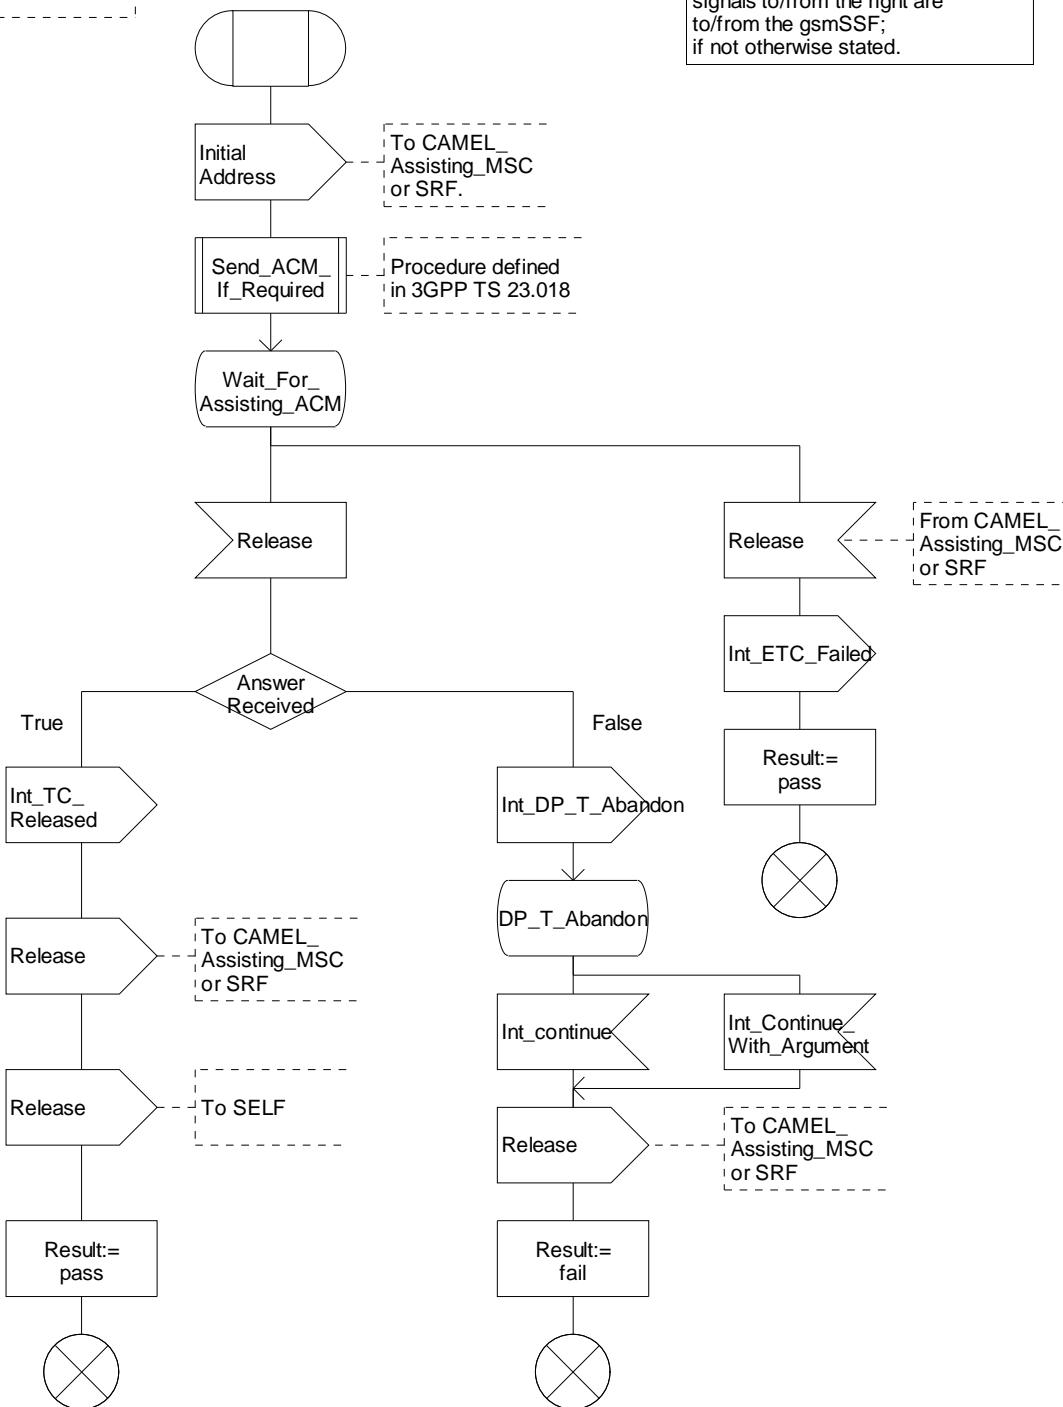 signals to/from the right are
to/from the gsmSSF;
if not otherwise stated.
Initial
Address
To CAMEL_
Assisting_MSC
or SRF.
Send_ACM_
If_Required
Procedure defined
in 3GPP TS 23.018
Wait_For_
Assisting_ACM
Release
Release
From CAMEL_
Assisting_MSC
or SRF
Int_ETC_Failed
Answer
Received
True
False
Result:=
pass
Int_TC_
Released
Int_DP_T_Abandon
DP_T_Abandon
Release
To CAMEL_
Assisting_MSC
or SRF
Int_continue
Int_Continue_
With_Argument
Release
To SELF
Release
To CAMEL_
Assisting_MSC
or SRF
Result:=
pass
Result:=
fail